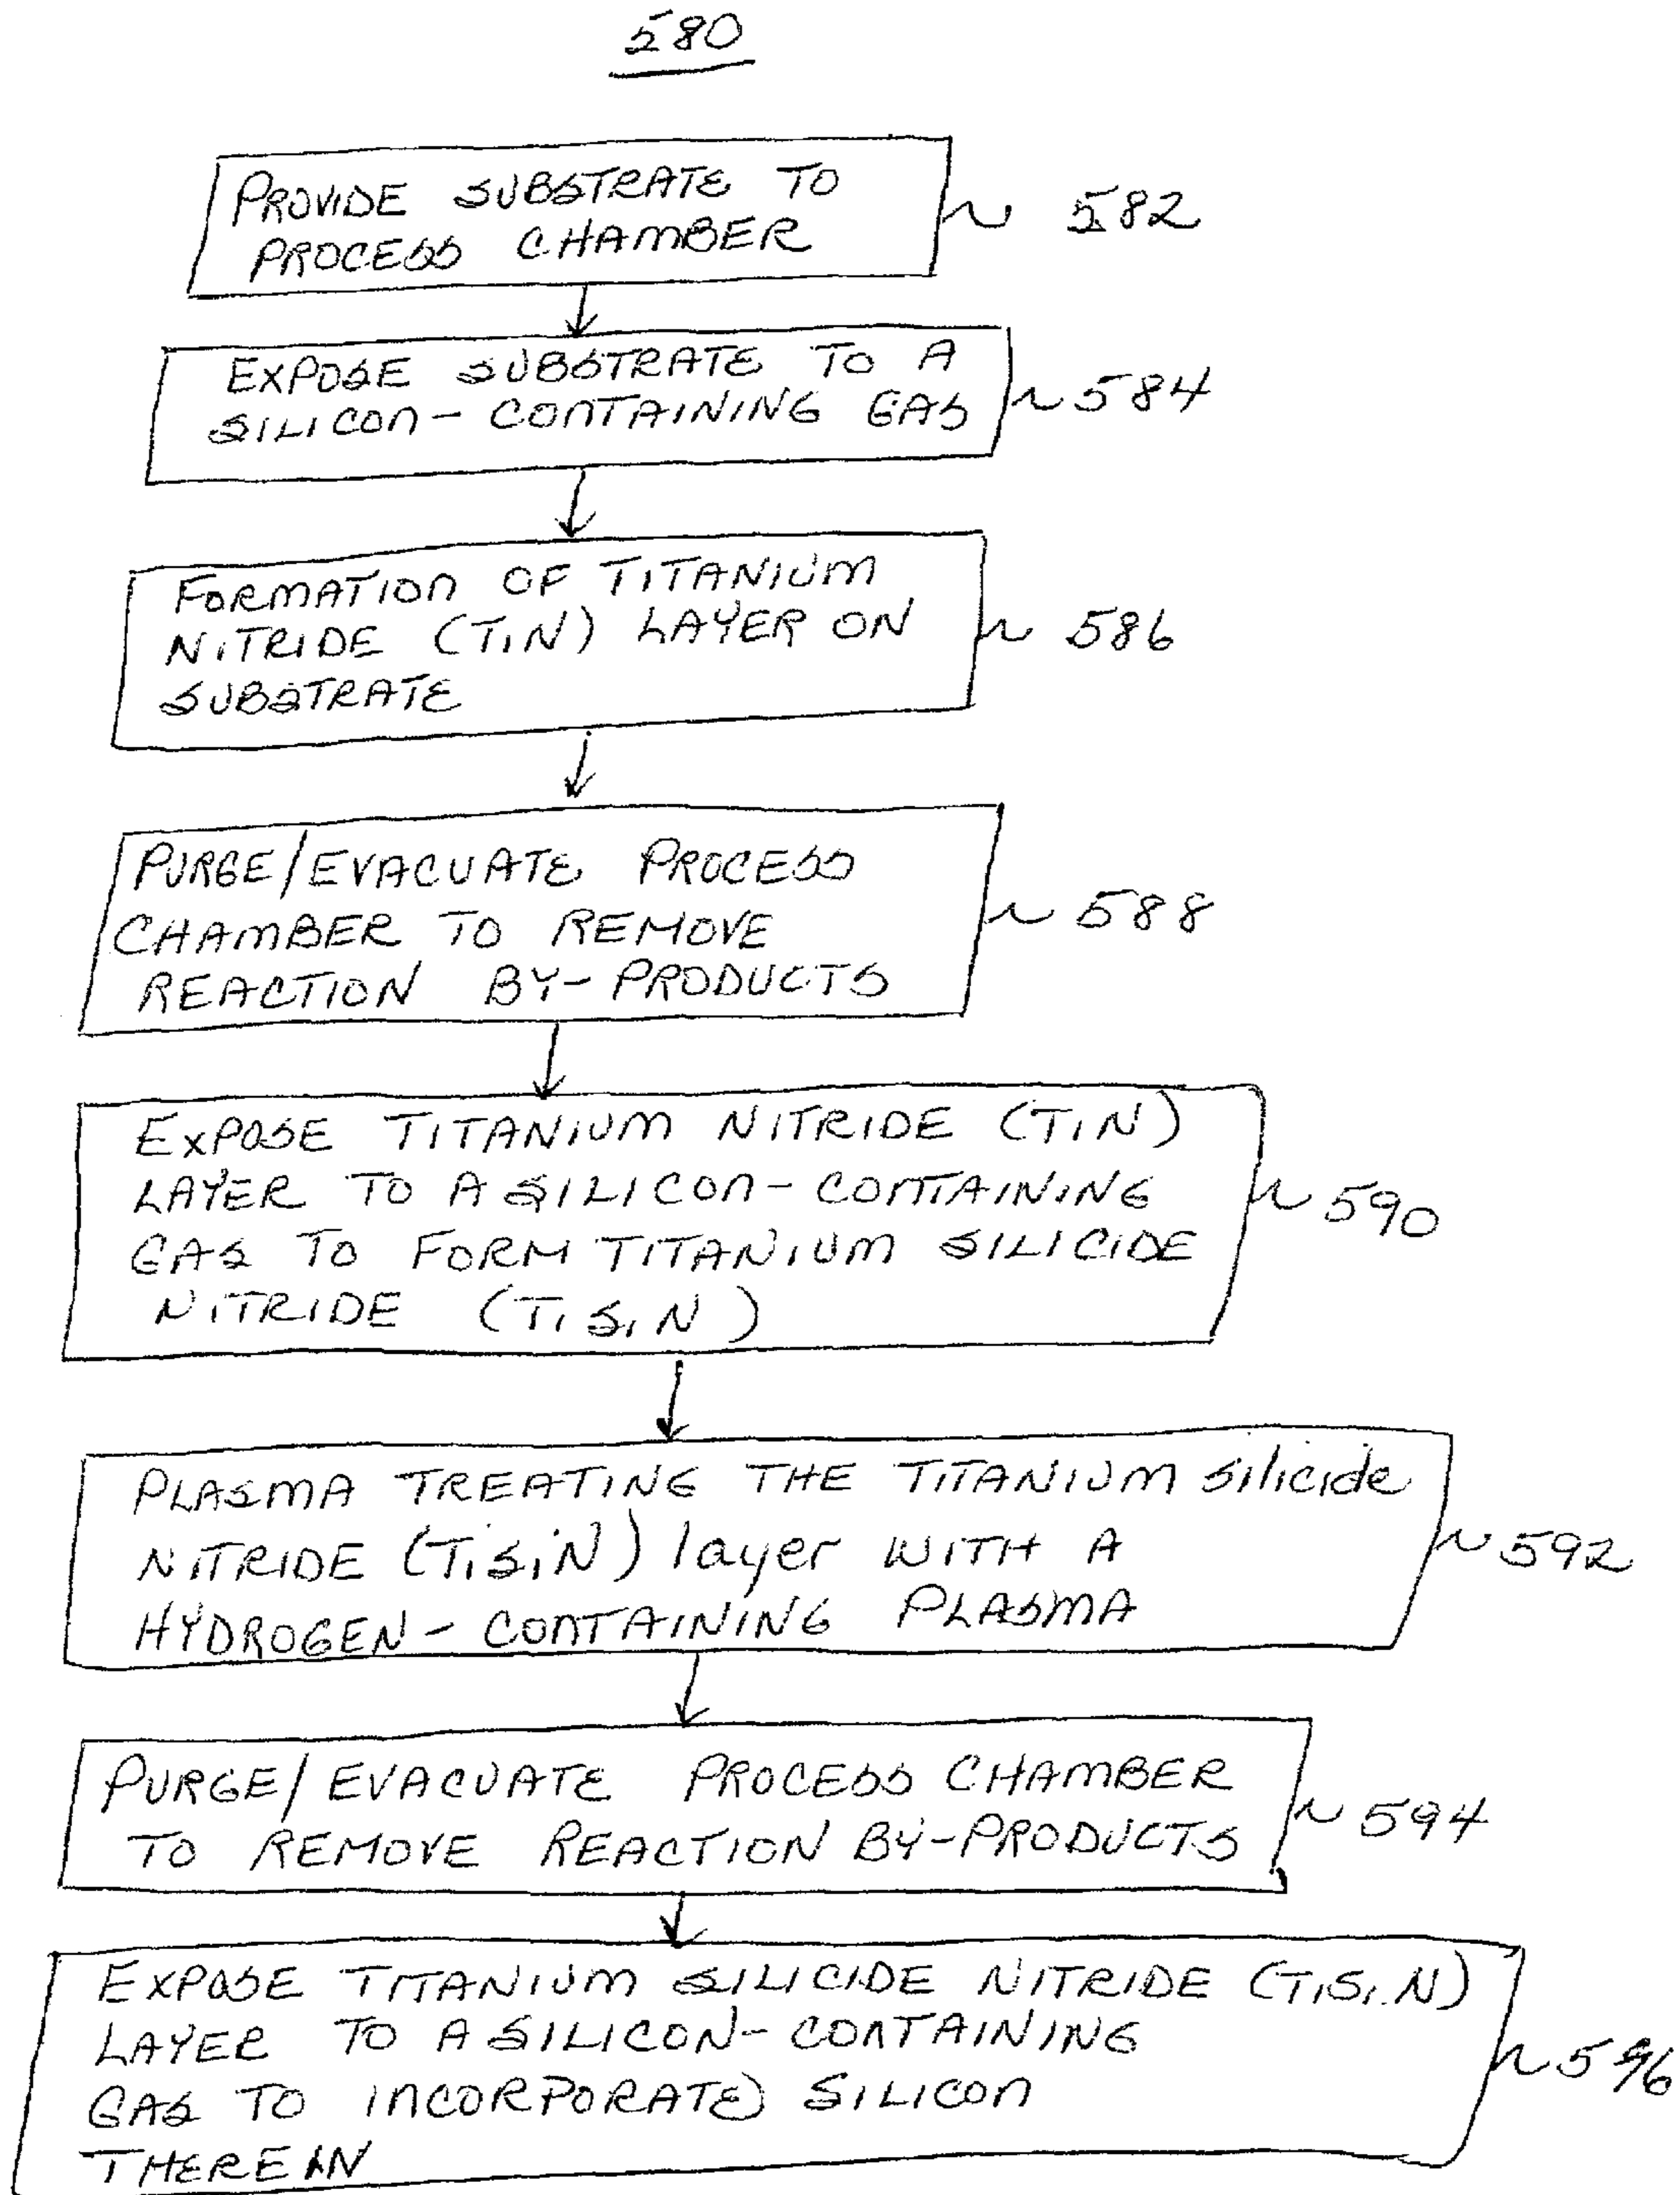 580
PROVIDE SUBSTRATE TO
PROCESS CHAMBER
~ 582
EXPOSE SUBSTRATE TO A
SILICON-CONTAINING GAS
~ 584
FORMATION OF TITANIUM
NITRIDE (TiN) LAYER ON
SUBSTRATE
~ 586
PURGE/EVACUATE PROCESS
CHAMBER TO REMOVE
REACTION BY-PRODUCTS
~ 588
EXPOSE TITANIUM NITRIDE (TiN)
LAYER TO A SILICON-CONTAINING
GAS TO FORM TITANIUM SILICIDE
NITRIDE (TiSiN)
~ 590
PLASMA TREATING THE TITANIUM silicide
NITRIDE (TiSiN) layer WITH A
HYDROGEN-CONTAINING PLASMA
~ 592
PURGE/EVACUATE PROCESS CHAMBER
TO REMOVE REACTION BY-PRODUCTS
~ 594
EXPOSE TITANIUM SILICIDE NITRIDE (TiSiN)
LAYER TO A SILICON-CONTAINING
GAS TO INCORPORATE SILICON
THEREIN
~ 596